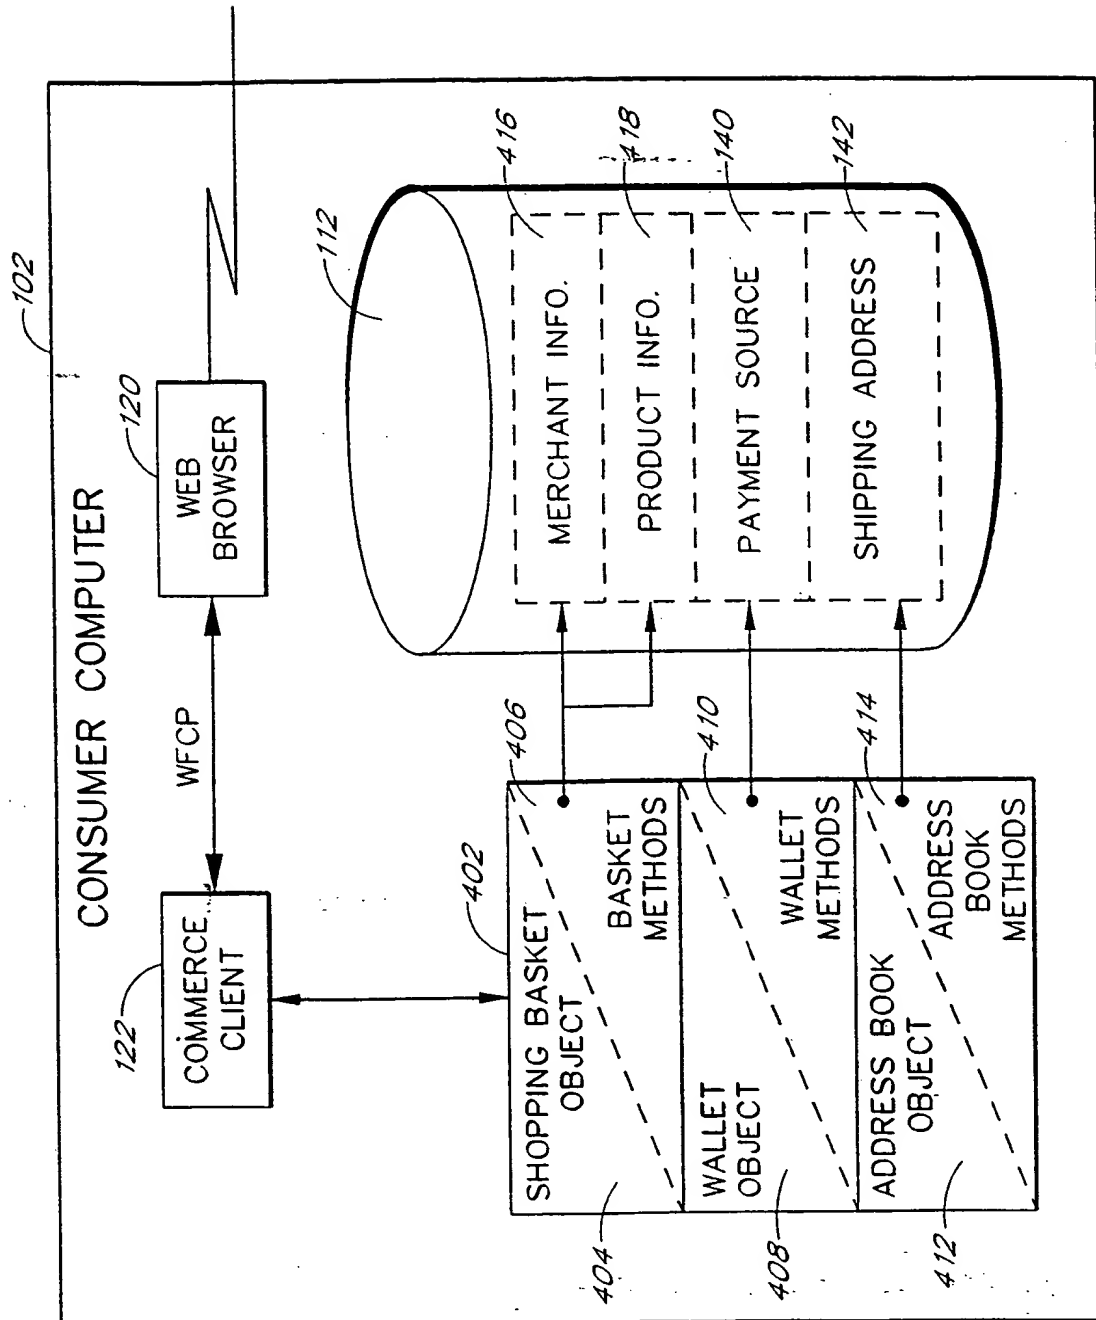 CONSUMER COMPUTER
102
122
COMMERCE
CLIENT
WFCP
120
WEB
BROWSER
402
404
SHOPPING BASKET
OBJECT
406
BASKET
METHODS
408
WALLET
OBJECT
410
WALLET
METHODS
412
ADDRESS BOOK
OBJECT
414
ADDRESS
BOOK
METHODS
112
MERCHANT INFO.
416
PRODUCT INFO.
418
PAYMENT SOURCE
140
SHIPPING ADDRESS
142